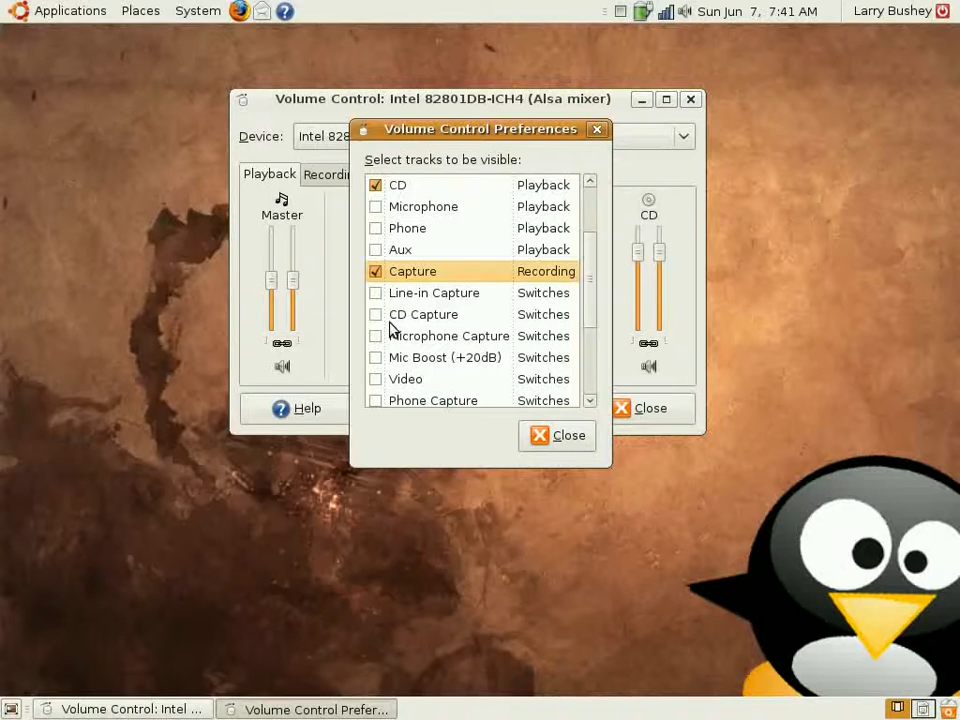 Applications Places System Sun Jun 7, 7:41 AM Larry Bushey
Volume Control: Intel 82801DB-ICH4 (Alsa mixer)
Device: Intel 828
Volume Control Preferences
Select tracks to be visible:
Playback Recordin
Master
CD
CD Playback
Microphone Playback
Phone Playback
Aux Playback
Capture Recording
Line-in Capture Switches
CD Capture Switches
Microphone Capture Switches
Mic Boost (+20dB) Switches
Video Switches
Phone Capture Switches
Help Close
Close
Volume Control: Intel ... Volume Control Prefer...